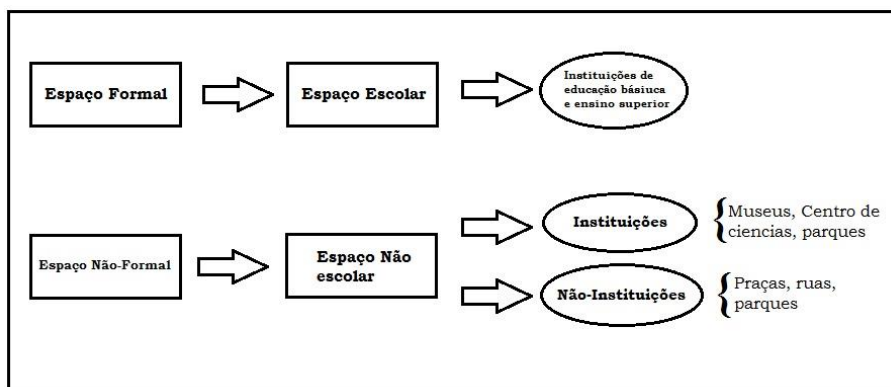 Espaço Formal
Espaço Escolar
Instituições de
educação básiuca
e ensino superior
Espaço Não-Formal
Espaço Não
escolar
Instituições
Museus, Centro de
ciencias, parques
Não-Instituições
Praças, ruas,
parques